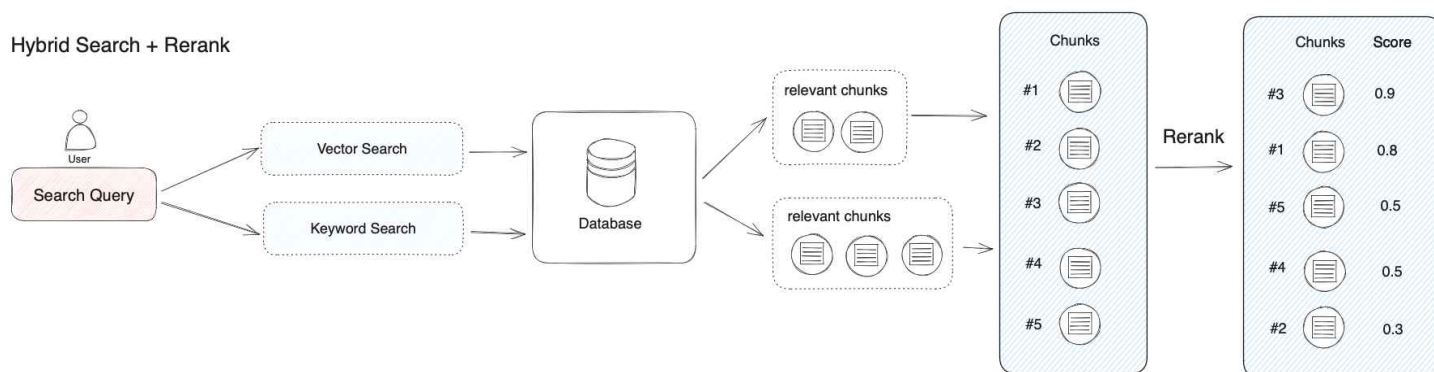 Hybrid Search + Rerank
User
Search Query
Vector Search
Keyword Search
Database
relevant chunks
relevant chunks
Chunks
#1
#2
#3
#4
#5
Rerank
Chunks Score
#3 0.9
#1 0.8
#5 0.5
#4 0.5
#2 0.3